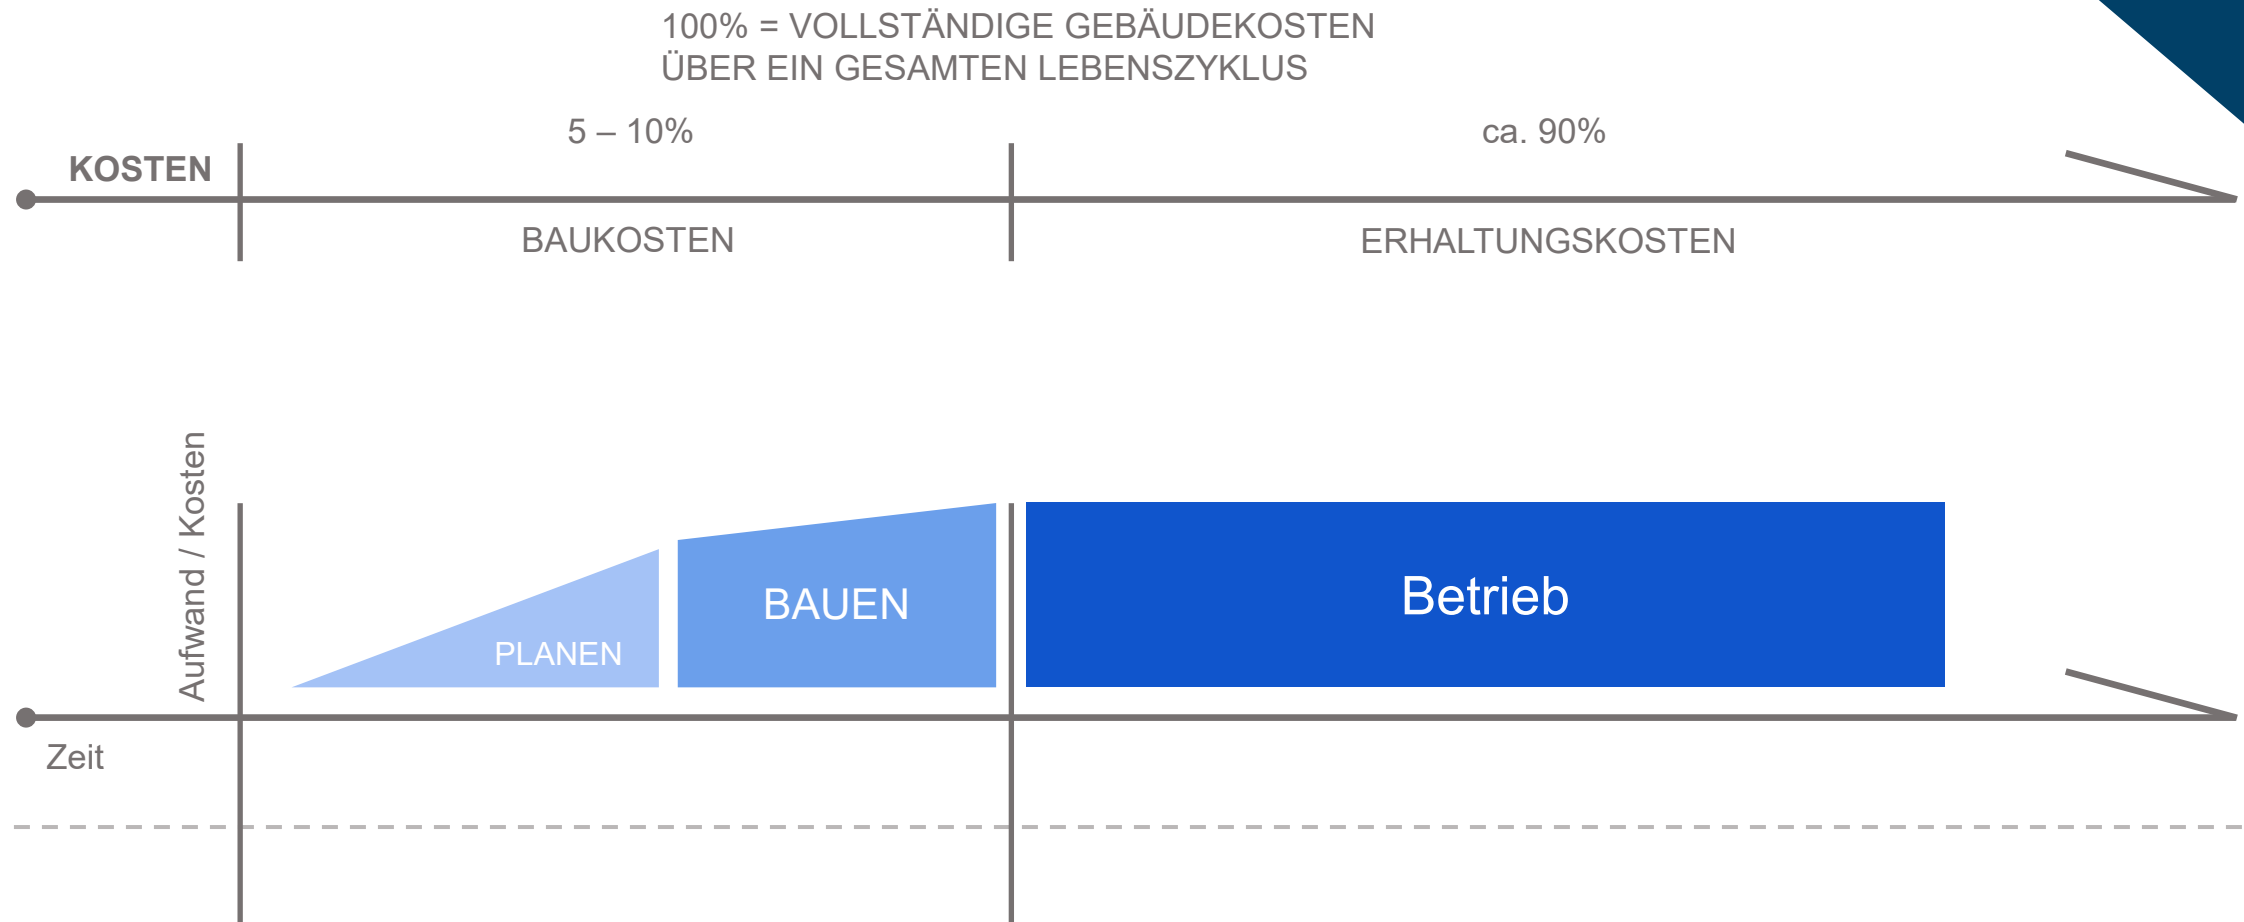 100% = VOLLSTÄNDIGE GEBÄUDEKOSTEN
ÜBER EIN GESAMTEN LEBENSZYKLUS
5 – 10%
ca. 90%
KOSTEN
BAUKOSTEN
ERHALTUNGSKOSTEN
Aufwand / Kosten
PLANEN
BAUEN
Betrieb
Zeit